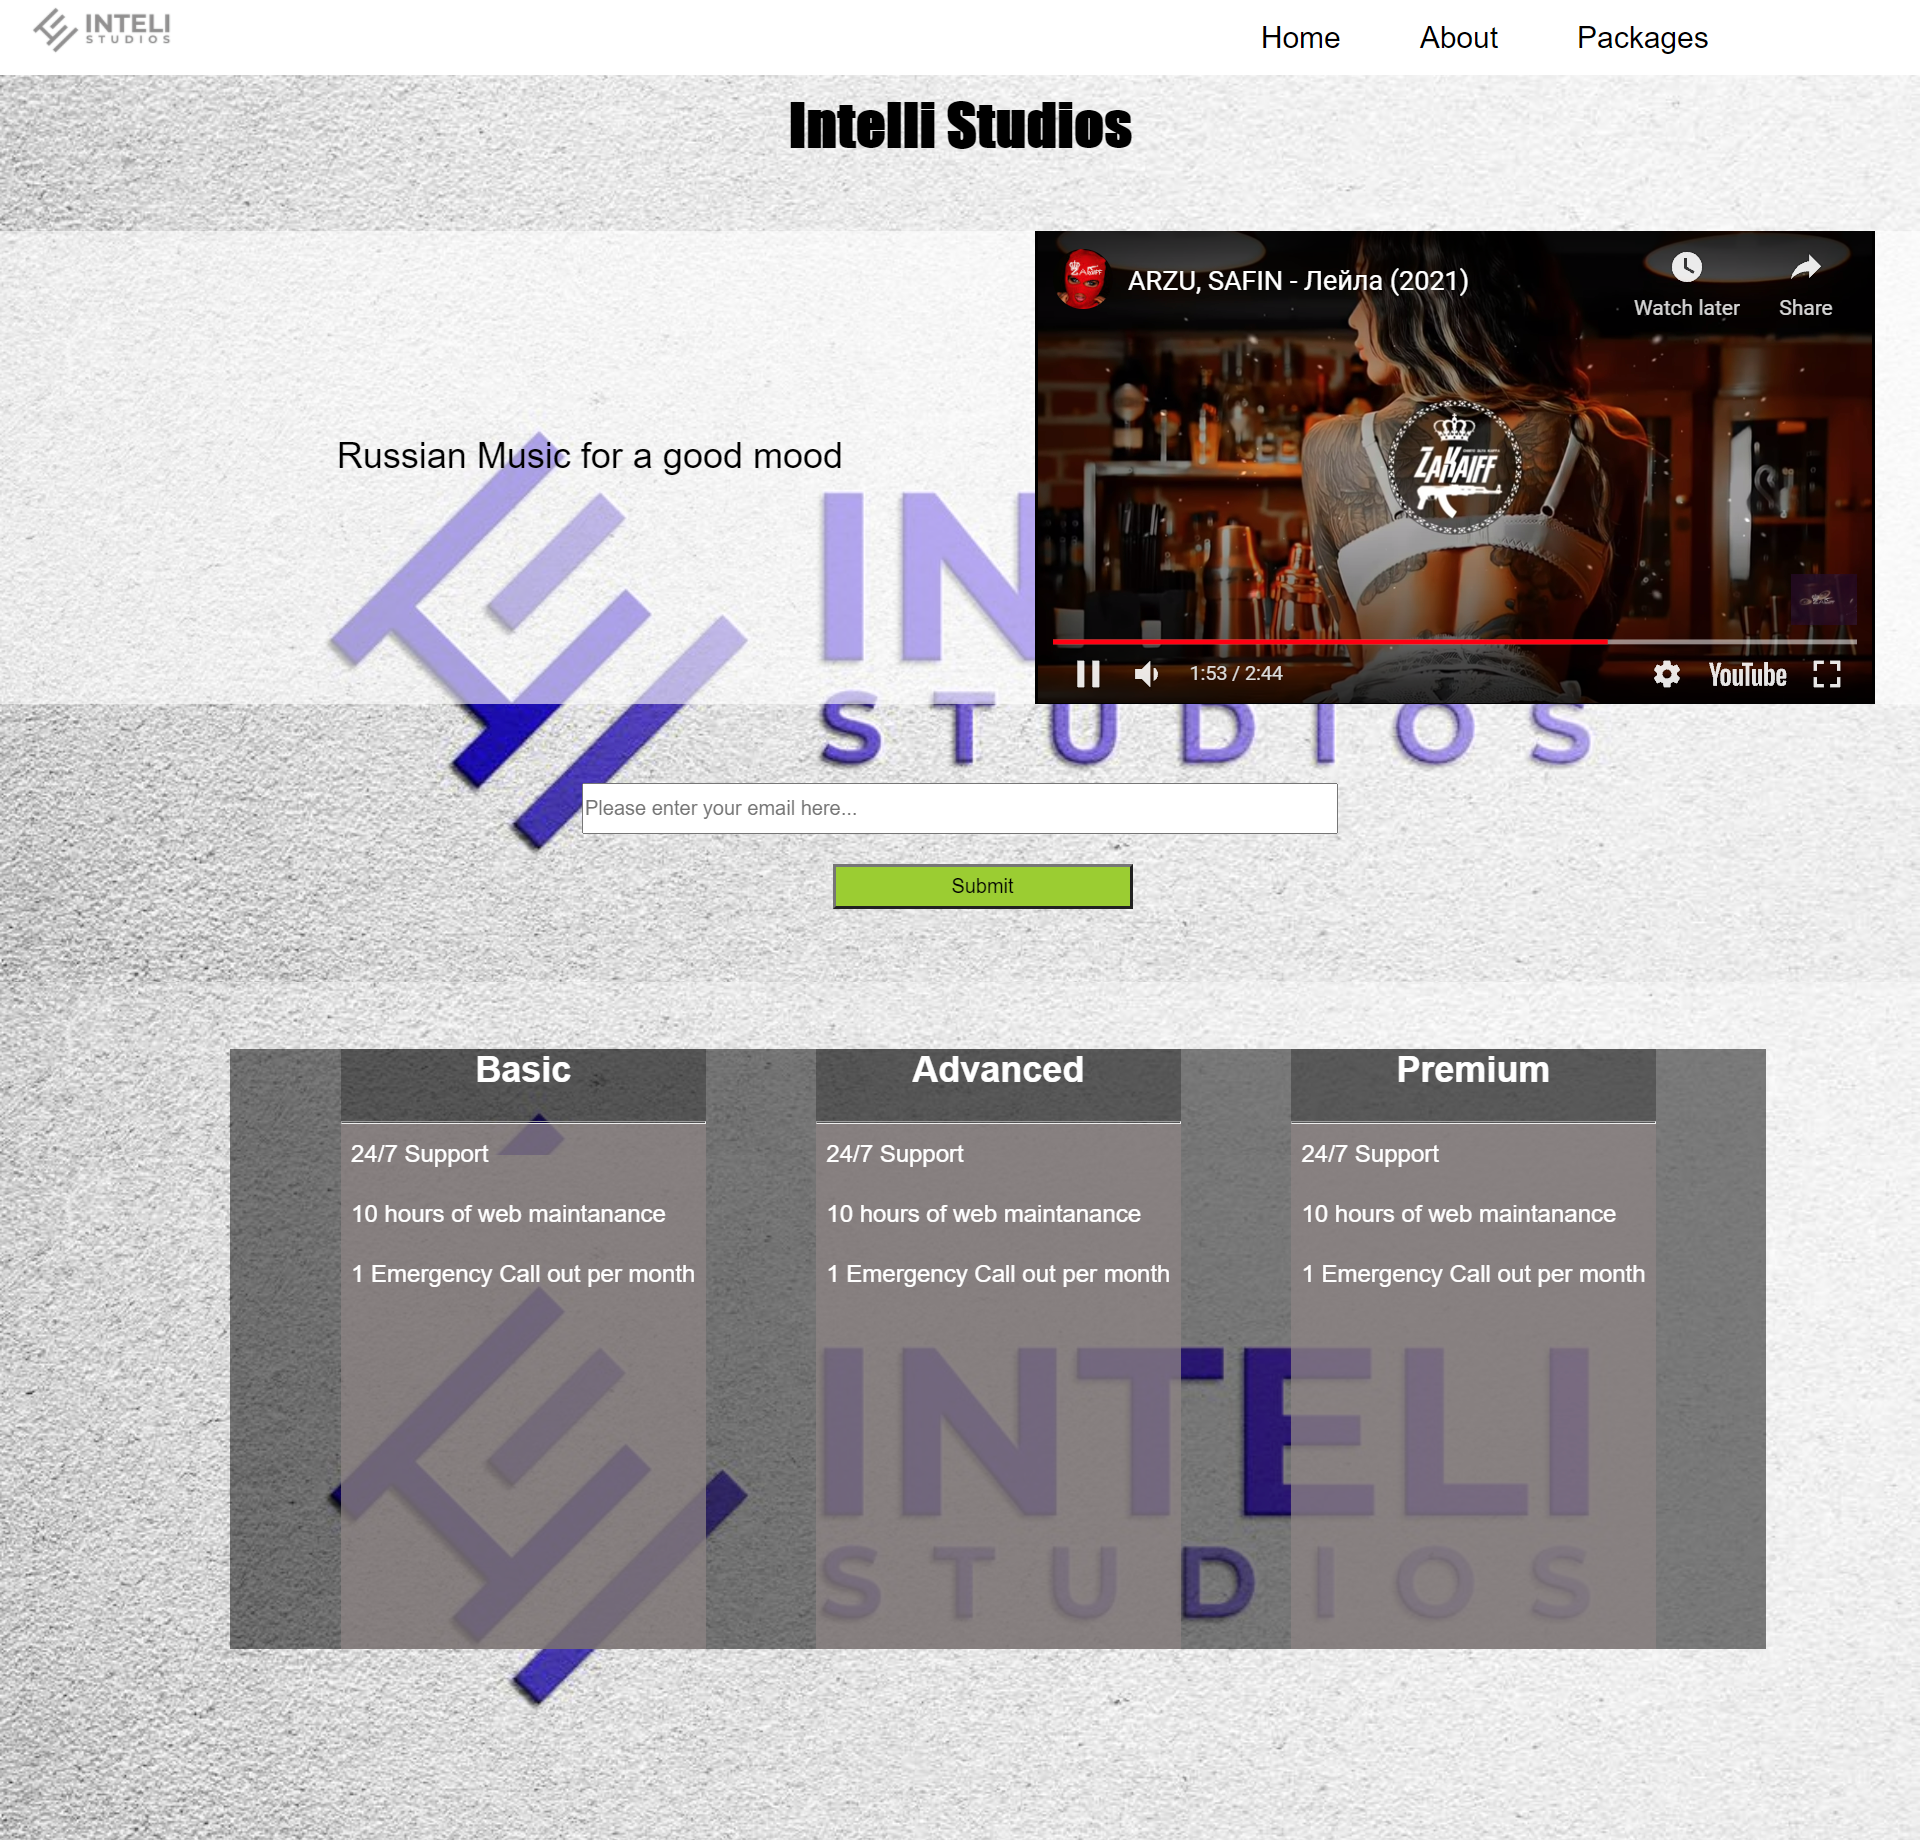 INTELI
STUDIOS
Home About Packages
Intelli Studios
ARZU, SAFIN - Лейла (2021)
Watch later Share
Russian Music for a good mood
ZAKAIFF
IN
1:53 / 2:44
YouTube
STUDIOS
Please enter your email here...
Submit
Basic Advanced Premium
24/7 Support 24/7 Support 24/7 Support
10 hours of web maintanance 10 hours of web maintanance 10 hours of web maintanance
1 Emergency Call out per month 1 Emergency Call out per month 1 Emergency Call out per month
INTELI
STUDIOS